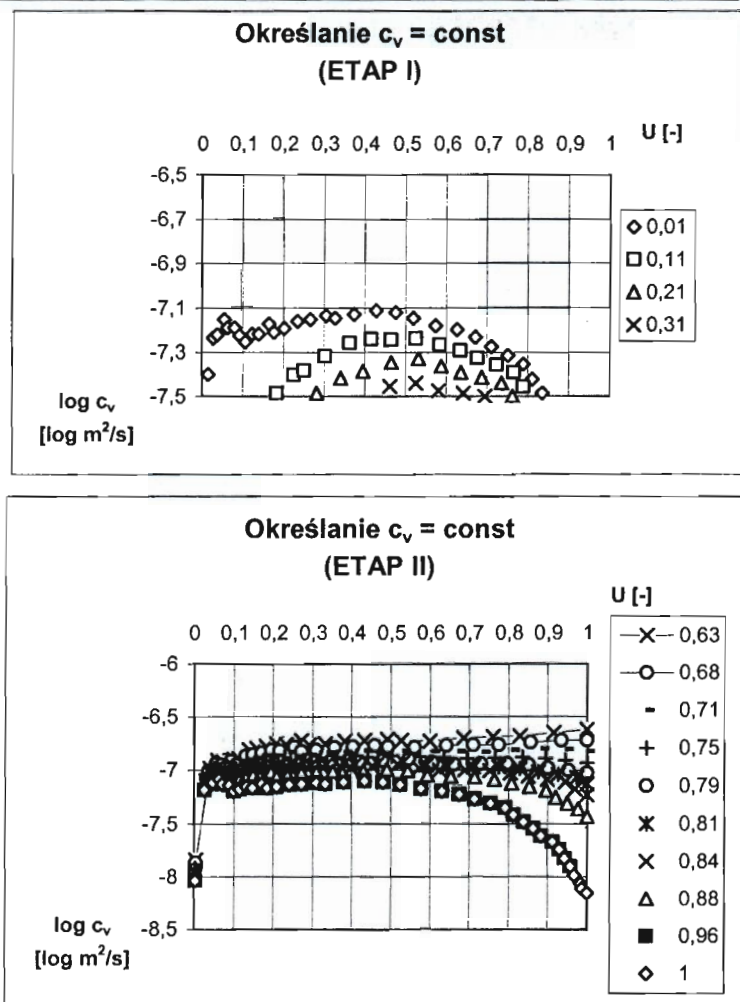 Określanie cᵥ = const
(ETAP I)
0 0,1 0,2 0,3 0,4 0,5 0,6 0,7 0,8 0,9 1 U [-]
-6,5
-6,7
-6,9
-7,1
-7,3
-7,5
log cᵥ
[log m²/s]
0,01
0,11
0,21
0,31
Określanie cᵥ = const
(ETAP II)
U [-]
0 0,1 0,2 0,3 0,4 0,5 0,6 0,7 0,8 0,9 1
-6
-6,5
-7
-7,5
-8
-8,5
log cᵥ
[log m²/s]
0,63
0,68
0,71
0,75
0,79
0,81
0,84
0,88
0,96
1